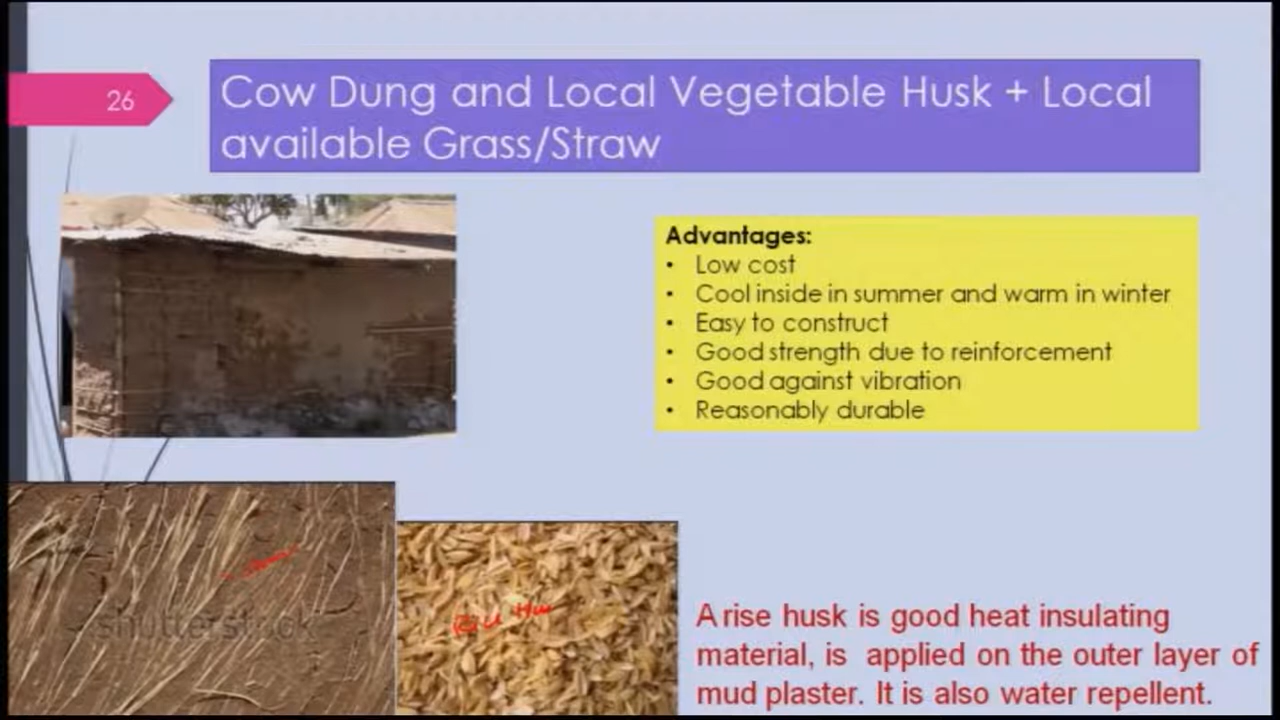 26
Cow Dung and Local Vegetable Husk + Local
available Grass/Straw
Advantages:
• Low cost
• Cool inside in summer and warm in winter
• Easy to construct
• Good strength due to reinforcement
• Good against vibration
• Reasonably durable
shutterstock
A rise husk is good heat insulating
material, is applied on the outer layer of
mud plaster. It is also water repellent.